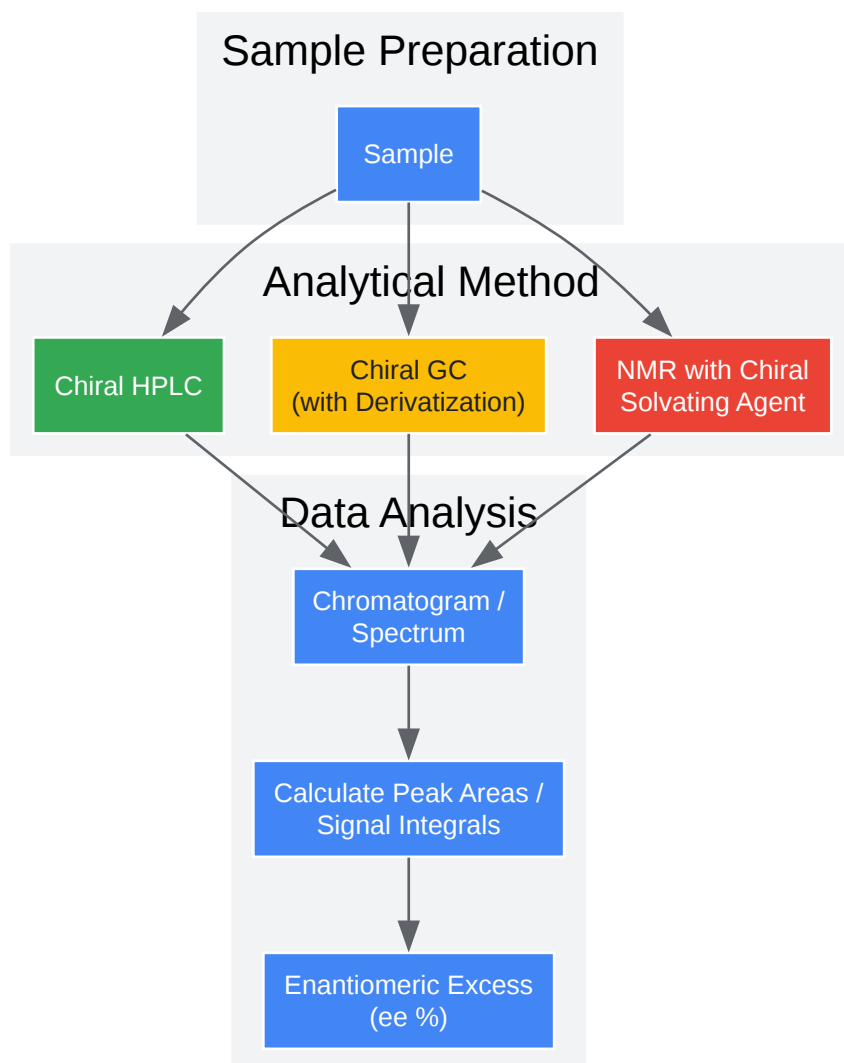 Sample Preparation
Sample
Analytical Method
Chiral HPLC
Chiral GC
(with Derivatization)
NMR with Chiral
Solvating Agent
Data Analysis
Chromatogram /
Spectrum
Calculate Peak Areas /
Signal Integrals
Enantiomeric Excess
(ee %)